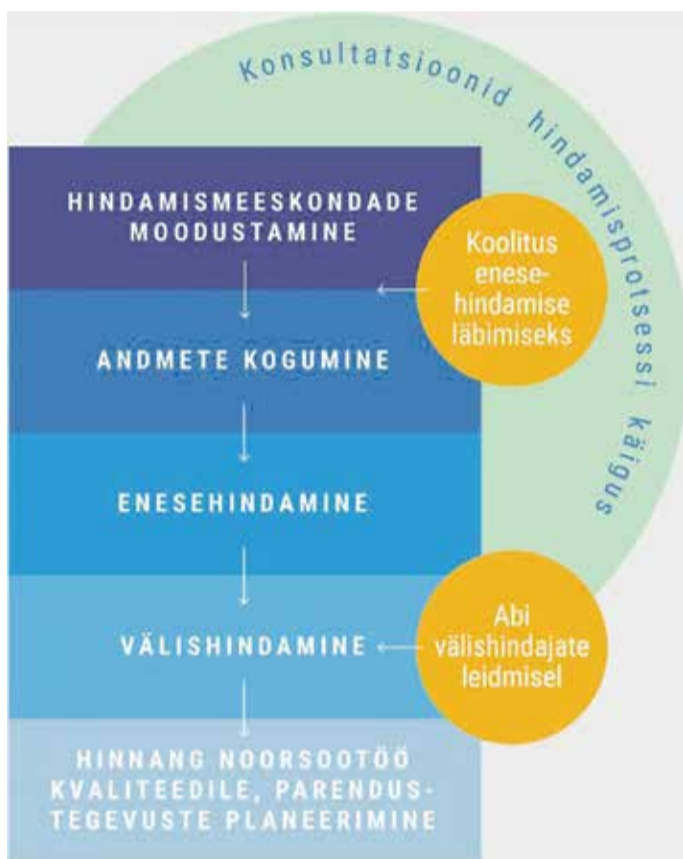 Konsultatsioonid hindamisprotsessi käigus
HINDAMISMEESKONDADE
MOODUSTAMINE
Koolitus
enese-
hindamise
läbimiseks
ANDMETE KOGUMINE
ENESEHINDAMINE
VÄLISHINDAMINE
Abi
välishindajate
leidmisel
HINNANG NOORSOOTÖÖ
KVALITEEDILE, PARENDUS-
TEGEVUSTE PLANEERIMINE